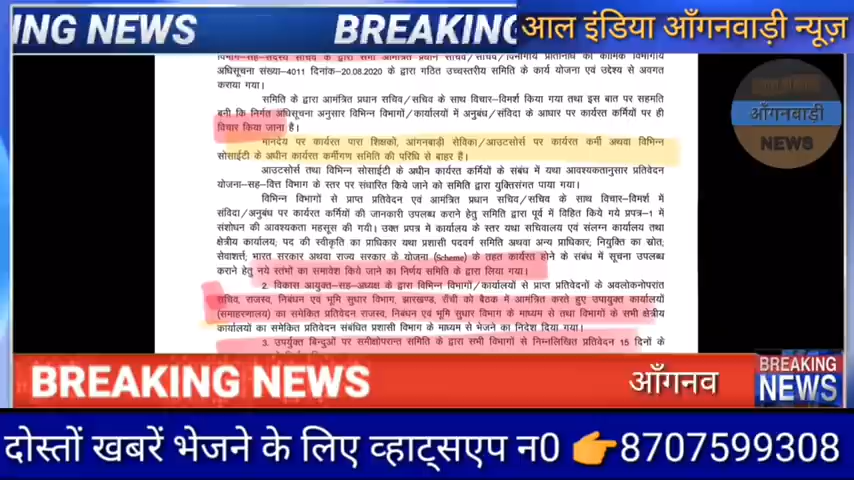 ING NEWS
BREAKING
आल इंडिया आँगनवाड़ी न्यूज़
आँगनबाड़ी
NEWS
विभाग–सह–सदस्य सचिव के द्वारा सभी आमंत्रित प्रधान सचिव/सचिव/विभागीय प्रतिनिधि को कार्मिक विभागीय
अधिसूचना संख्या–4011 दिनांक–20.08.2020 के द्वारा गठित उच्चस्तरीय समिति के कार्य योजना एवं उद्देश्य से अवगत
कराया गया।
समिति के द्वारा आमंत्रित प्रधान सचिव/सचिव के साथ विचार–विमर्श किया गया तथा इस बात पर सहमति
बनी कि निर्गत अधिसूचना अनुसार विभिन्न विभागों/कार्यालयों में अनुबंध/संविदा के आधार पर कार्यरत कर्मियों पर ही
विचार किया जाना है।
मानदेय पर कार्यरत पारा शिक्षकों, आंगनबाड़ी सेविका/आउटसोर्स पर कार्यरत कर्मी अथवा विभिन्न
सोसाईटी के अधीन कार्यरत कर्मीगण समिति की परिधि से बाहर हैं।
आउटसोर्स तथा विभिन्न सोसाईटी के अधीन कार्यरत कर्मियों के संबंध में यथा आवश्यकतानुसार प्रतिवेदन
योजना–सह–वित्त विभाग के स्तर पर संधारित किये जाने को समिति द्वारा युक्तिसंगत पाया गया।
विभिन्न विभागों से प्राप्त प्रतिवेदन एवं आमंत्रित प्रधान सचिव/सचिव के साथ विचार–विमर्श में
संविदा/अनुबंध पर कार्यरत कर्मियों की जानकारी उपलब्ध कराने हेतु समिति द्वारा पूर्व में विहित किये गये प्रपत्र–1 में
संशोधन की आवश्यकता महसूस की गयी। उक्त प्रपत्र में कार्यालय के स्तर यथा सचिवालय एवं संलग्न कार्यालय तथा
क्षेत्रीय कार्यालय; पद की स्वीकृति का प्राधिकार यथा प्रशासी पदवर्ग समिति अथवा अन्य प्राधिकार; नियुक्ति का स्रोत;
सेवाशर्त्त; भारत सरकार अथवा राज्य सरकार के योजना (Scheme) के तहत कार्यरत होने के संबंध में सूचना उपलब्ध
कराने हेतु नये स्तंभों का समावेश किये जाने का निर्णय समिति के द्वारा लिया गया।
2. विकास आयुक्त–सह–अध्यक्ष के द्वारा विभिन्न विभागों/कार्यालयों से प्राप्त प्रतिवेदनों के अवलोकनोपरांत
सचिव, राजस्व, निबंधन एवं भूमि सुधार विभाग, झारखण्ड, राँची को बैठक में आमंत्रित करते हुए उपायुक्त कार्यालयों
(समाहरणालय) का समेकित प्रतिवेदन राजस्व, निबंधन एवं भूमि सुधार विभाग के माध्यम से तथा विभागों के सभी क्षेत्रीय
कार्यालयों का समेकित प्रतिवेदन संबंधित प्रशासी विभाग के माध्यम से भेजने का निदेश दिया गया।
3. उपर्युक्त बिन्दुओं पर समीक्षोपरान्त समिति के द्वारा सभी विभागों से निम्नलिखित प्रतिवेदन 15 दिनों के
BREAKING NEWS
आँगनव
BREAKING
NEWS
दोस्तों खबरें भेजने के लिए व्हाट्सएप न0 👉8707599308